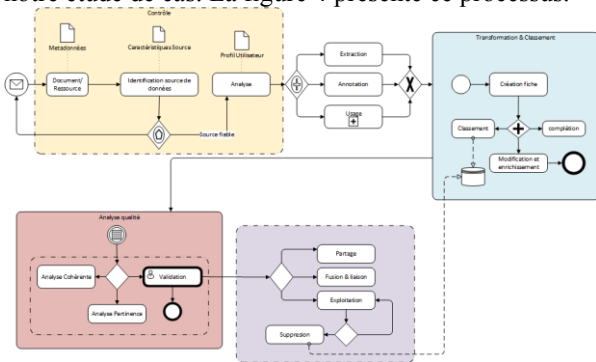 notre étude de cas. La figure 4 présente ce processus.
Contrôle
Metadonnées
Caractéristiques Source
Profil Utilisateur
Document/
Ressource
Identification source de
données
Analyse
Source fiable
Extraction
Annotation
Usage
Transformation & Classement
Création fiche
Classement
complétion
Modification et
enrichissement
Analyse qualité
Analyse Cohérente
Validation
Analyse Pertinence
Partage
Fusion & liaison
Exploitation
Suppresion